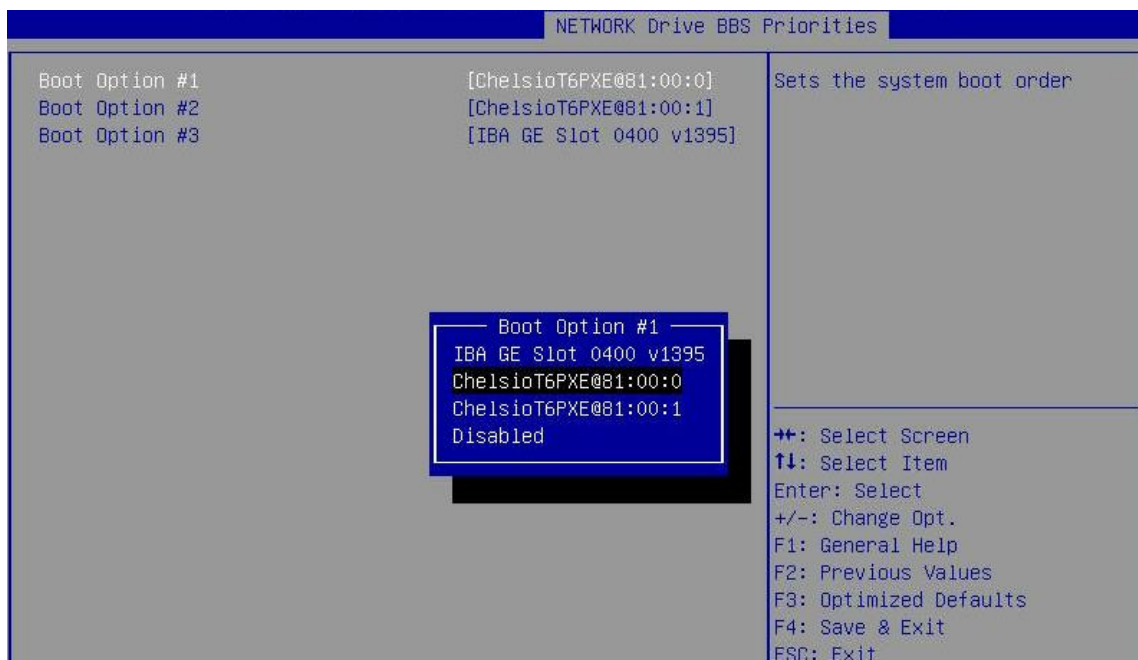 NETWORK Drive BBS Priorities
Boot Option #1 [ChelsioT6PXE@81:00:0]
Boot Option #2 [ChelsioT6PXE@81:00:1]
Boot Option #3 [IBA GE Slot 0400 v1395]
Sets the system boot order
Boot Option #1
IBA GE Slot 0400 v1395
ChelsioT6PXE@81:00:0
ChelsioT6PXE@81:00:1
Disabled
→←: Select Screen
↑↓: Select Item
Enter: Select
+/-: Change Opt.
F1: General Help
F2: Previous Values
F3: Optimized Defaults
F4: Save & Exit
ESC: Exit